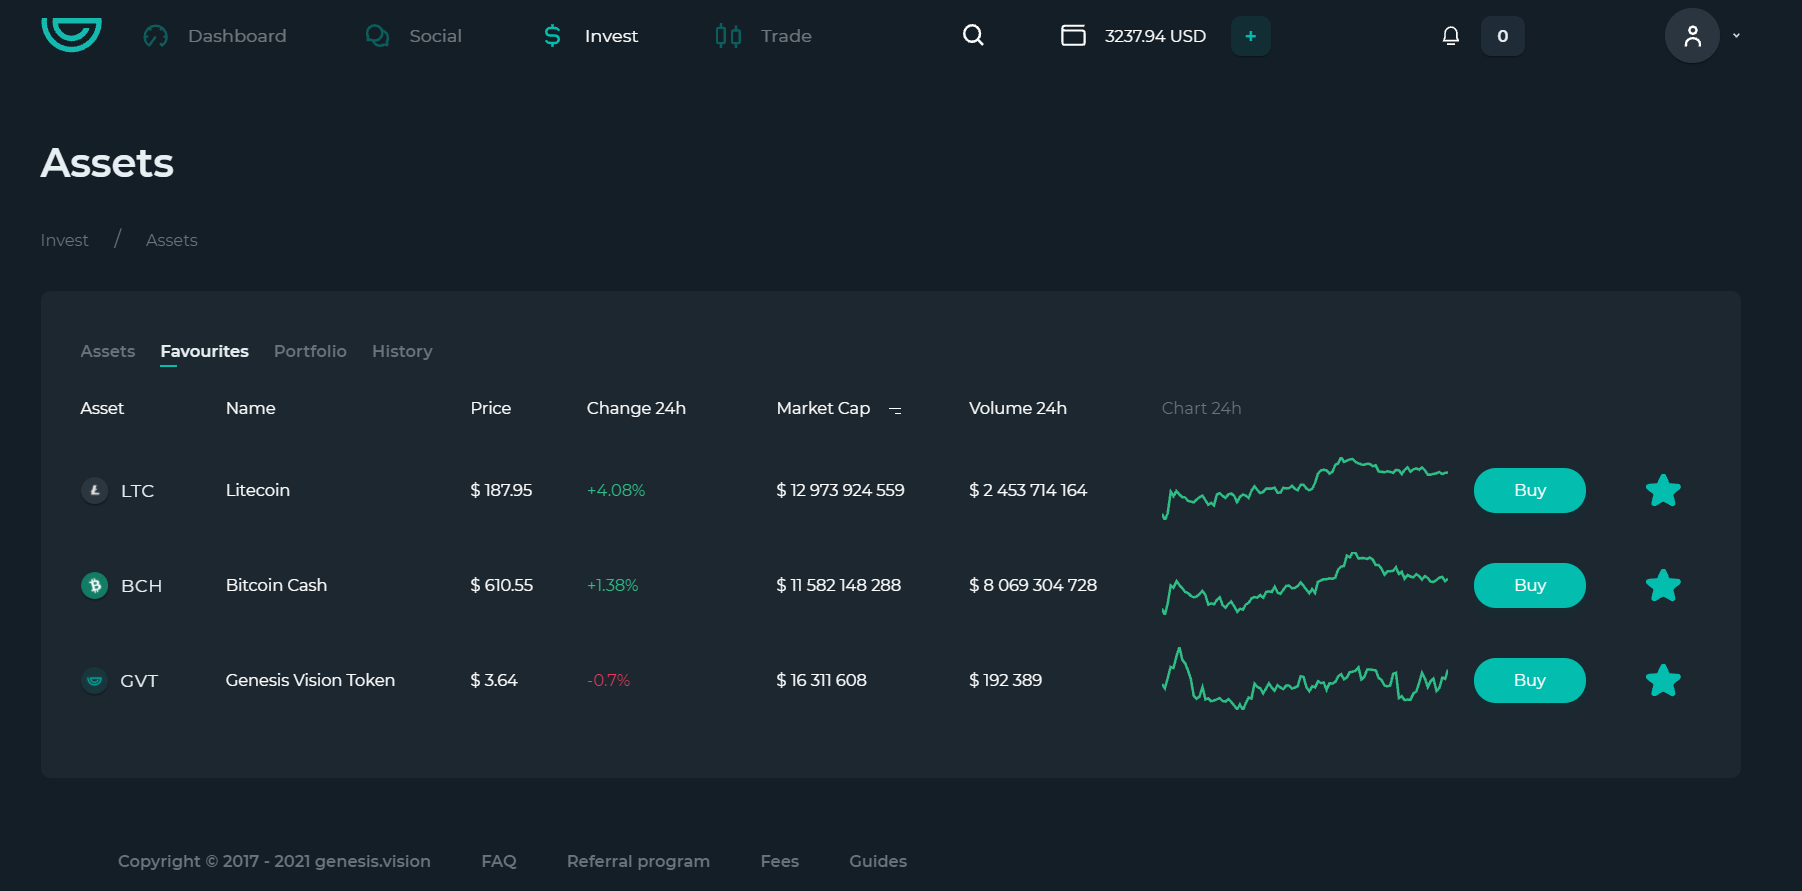 Dashboard Social Invest Trade 3237.94 USD + 0
Assets
Invest / Assets
Assets Favourites Portfolio History
Asset Name Price Change 24h Market Cap Volume 24h Chart 24h
LTC Litecoin $ 187.95 +4.08% $ 12 973 924 559 $ 2 453 714 164 Buy
BCH Bitcoin Cash $ 610.55 +1.38% $ 11 582 148 288 $ 8 069 304 728 Buy
GVT Genesis Vision Token $ 3.64 -0.7% $ 16 311 608 $ 192 389 Buy
Copyright © 2017 - 2021 genesis.vision FAQ Referral program Fees Guides